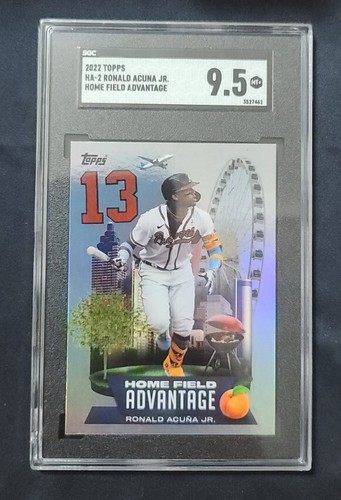 SGC
2022 TOPPS
HA-2 RONALD ACUNA JR.
HOME FIELD ADVANTAGE
9.5 MT+
3527461
Topps
13
Braves
HOME FIELD
ADVANTAGE
RONALD ACUÑA JR.